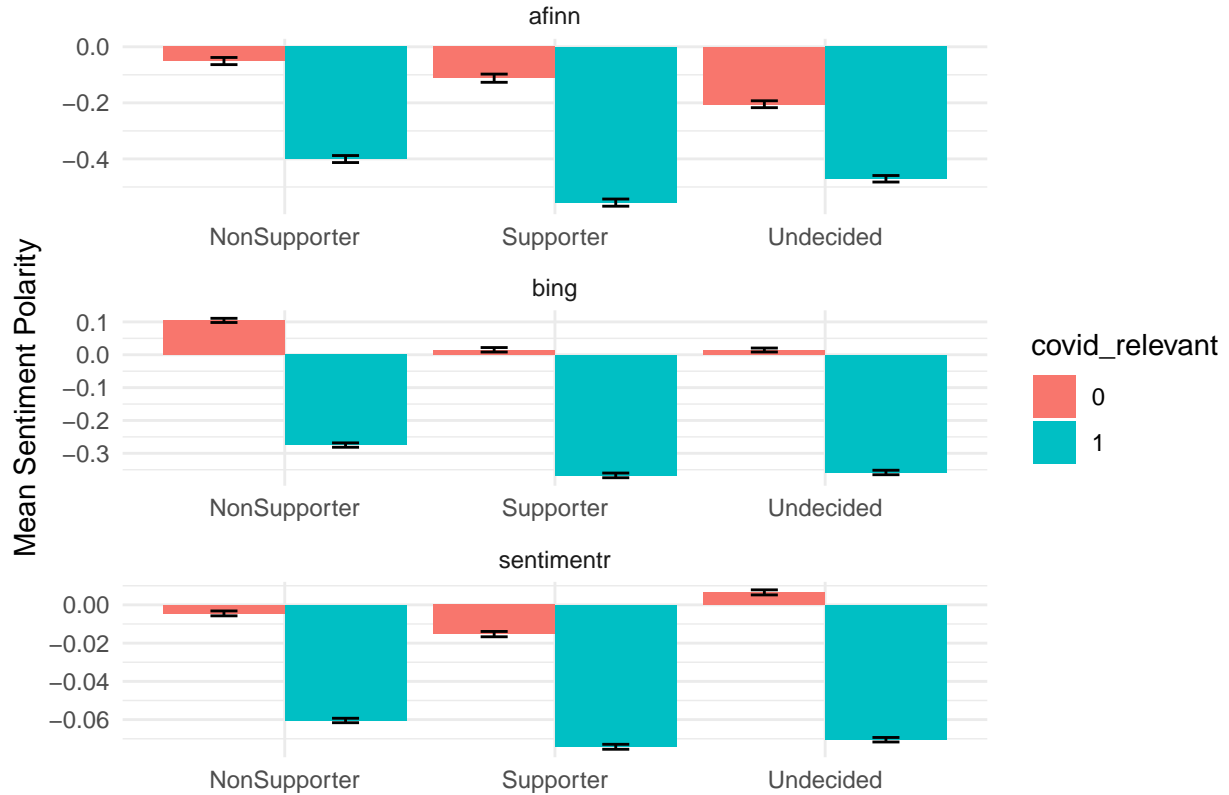 afinn
0.0
−0.2
−0.4
NonSupporter Supporter Undecided
Mean Sentiment Polarity
bing
0.1
0.0
−0.1
−0.2
−0.3
NonSupporter Supporter Undecided
sentimentr
0.00
−0.02
−0.04
−0.06
NonSupporter Supporter Undecided
covid_relevant
0
1